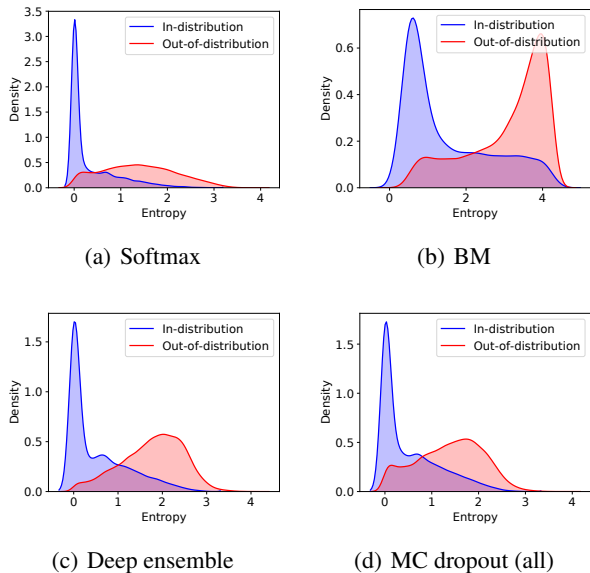 3.5
3.0
2.5
2.0
1.5
1.0
0.5
0.0
Density
In-distribution
Out-of-distribution
0 1 2 3 4
Entropy
(a) Softmax
0.6
0.4
0.2
0.0
Density
In-distribution
Out-of-distribution
0 2 4
Entropy
(b) BM
1.5
1.0
0.5
0.0
Density
In-distribution
Out-of-distribution
0 1 2 3 4
Entropy
(c) Deep ensemble
1.5
1.0
0.5
0.0
Density
In-distribution
Out-of-distribution
0 1 2 3 4
Entropy
(d) MC dropout (all)